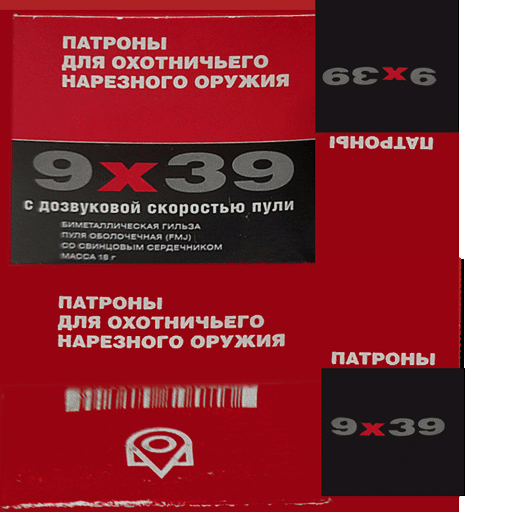 ПАТРОНЫ
ДЛЯ ОХОТНИЧЬЕГО
НАРЕЗНОГО ОРУЖИЯ
9x39
с дозвуковой скоростью пули
БИМЕТАЛЛИЧЕСКАЯ ГИЛЬЗА
ПУЛЯ ОБОЛОЧЕЧНАЯ (FMJ)
СО СВИНЦОВЫМ СЕРДЕЧНИКОМ
МАССА 16 г
9x39
ПАТРОНЫ
ПАТРОНЫ
ДЛЯ ОХОТНИЧЬЕГО
НАРЕЗНОГО ОРУЖИЯ
ПАТРОНЫ
9x39